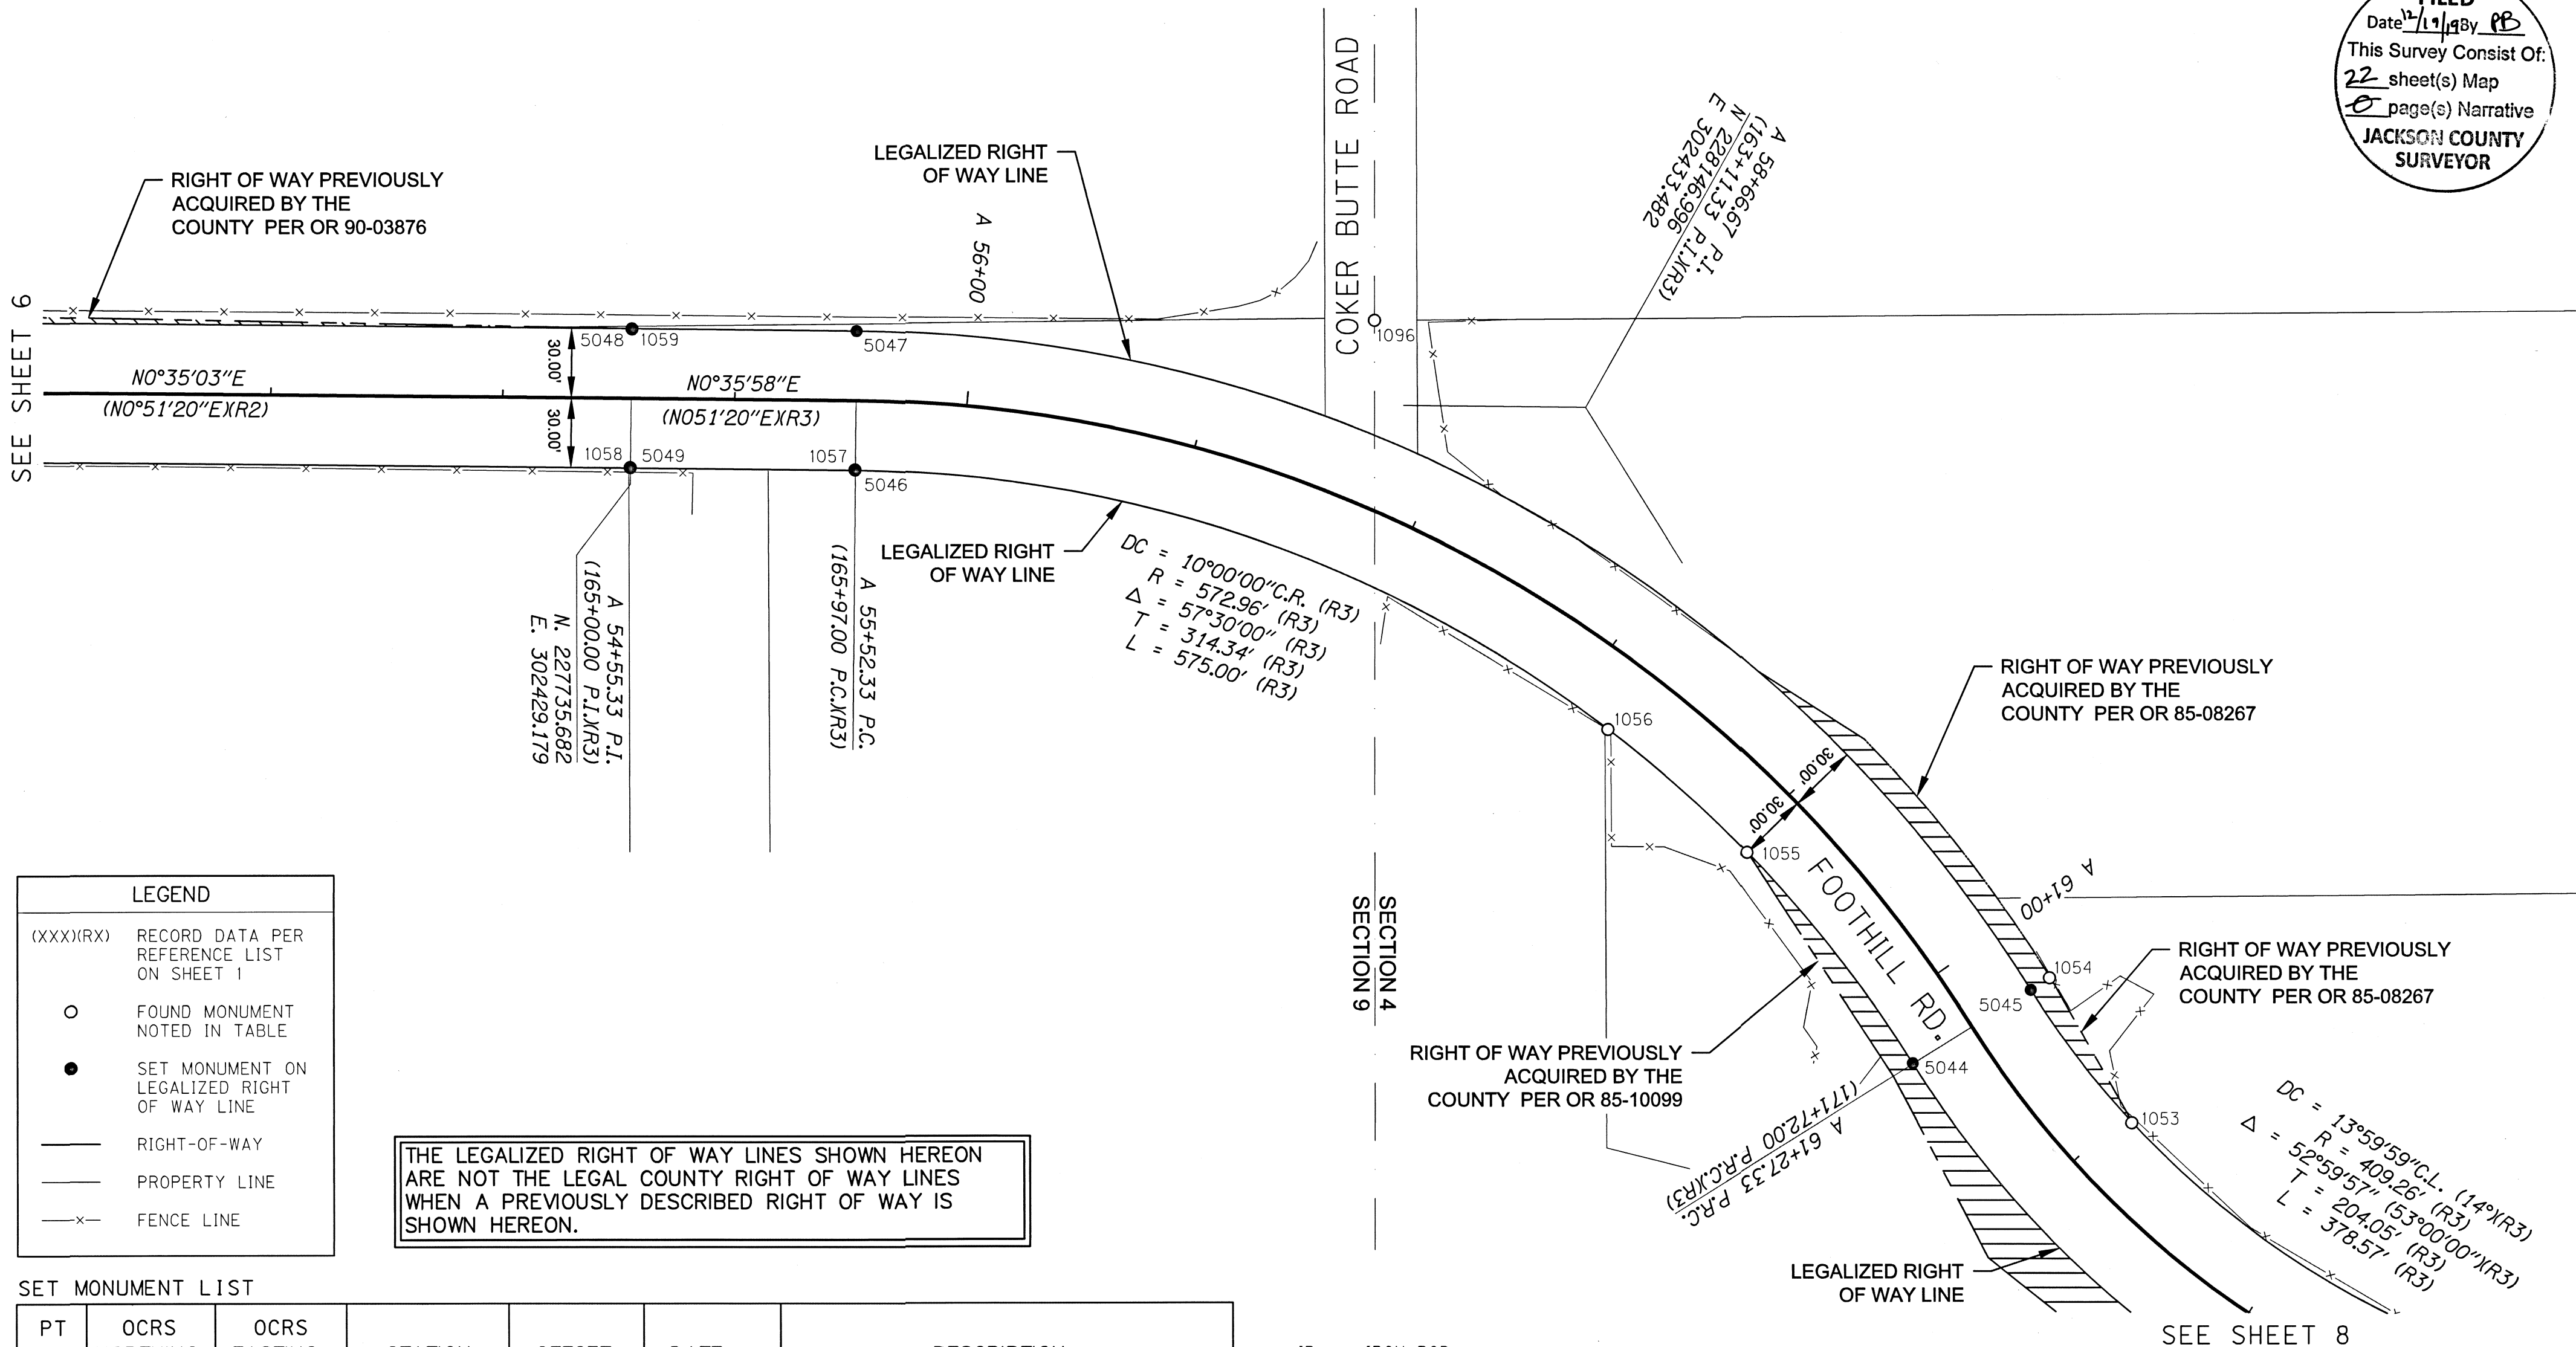 FILED
Date 12/19/19 By PB
This Survey Consist Of:
22 sheet(s) Map
0 page(s) Narrative
JACKSON COUNTY
SURVEYOR
RIGHT OF WAY PREVIOUSLY
ACQUIRED BY THE
COUNTY PER OR 90-03876
LEGALIZED RIGHT
OF WAY LINE
A 56+00
COKER BUTTE ROAD
A 58+66.67 P.I.
(163+11.33 P.I.)(R3)
N 228146.996
E 302433.482
SEE SHEET 6
5048
1059
5047
1096
30.00'
N0°35'03"E
(N0°51'20"E)(R2)
N0°35'58"E
(N051'20"E)(R3)
30.00'
1058
5049
1057
5046
A 54+55.33 P.I.
(165+00.00 P.I.)(R3)
N. 227735.682
E. 302429.179
A 55+52.33 P.C.
(165+97.00 P.C.)(R3)
LEGALIZED RIGHT
OF WAY LINE
DC = 10°00'00"C.R. (R3)
R = 572.96' (R3)
Δ = 57°30'00" (R3)
T = 314.34' (R3)
L = 575.00' (R3)
RIGHT OF WAY PREVIOUSLY
ACQUIRED BY THE
COUNTY PER OR 85-08267
1056
30.00'
30.00'
1055
FOOTHILL RD.
A 61+00
SECTION 4
SECTION 9
1054
5045
RIGHT OF WAY PREVIOUSLY
ACQUIRED BY THE
COUNTY PER OR 85-08267
RIGHT OF WAY PREVIOUSLY
ACQUIRED BY THE
COUNTY PER OR 85-10099
5044
A 61+27.33 P.R.C.
(171+72.00 P.R.C.)(R3)
1053
DC = 13°59'59"C.L. (14°)(R3)
R = 409.26' (R3)
Δ = 52°59'57" (53°00'00")(R3)
T = 204.05' (R3)
L = 378.57' (R3)
LEGALIZED RIGHT
OF WAY LINE
SEE SHEET 8
LEGEND
(XXX)(RX) RECORD DATA PER
REFERENCE LIST
ON SHEET 1
FOUND MONUMENT
NOTED IN TABLE
SET MONUMENT ON
LEGALIZED RIGHT
OF WAY LINE
RIGHT-OF-WAY
PROPERTY LINE
FENCE LINE
THE LEGALIZED RIGHT OF WAY LINES SHOWN HEREON
ARE NOT THE LEGAL COUNTY RIGHT OF WAY LINES
WHEN A PREVIOUSLY DESCRIBED RIGHT OF WAY IS
SHOWN HEREON.
SET MONUMENT LIST
PT OCRS OCRS